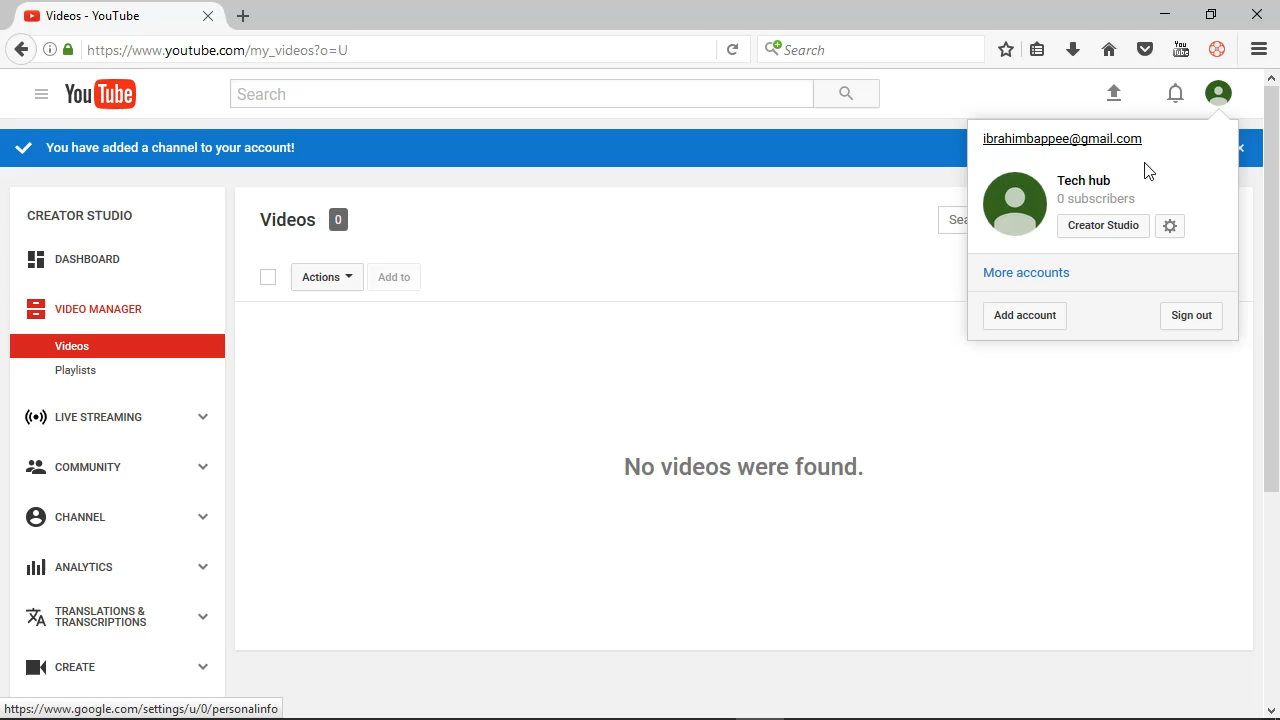 Videos - YouTube
https://www.youtube.com/my_videos?o=U
Search
You Tube
Search
You have added a channel to your account!
ibrahimbappee@gmail.com
Tech hub
0 subscribers
Creator Studio
More accounts
Add account
Sign out
CREATOR STUDIO
DASHBOARD
VIDEO MANAGER
Videos
Playlists
LIVE STREAMING
COMMUNITY
CHANNEL
ANALYTICS
TRANSLATIONS &
TRANSCRIPTIONS
CREATE
Videos 0
Sea
Actions
Add to
No videos were found.
https://www.google.com/settings/u/0/personalinfo